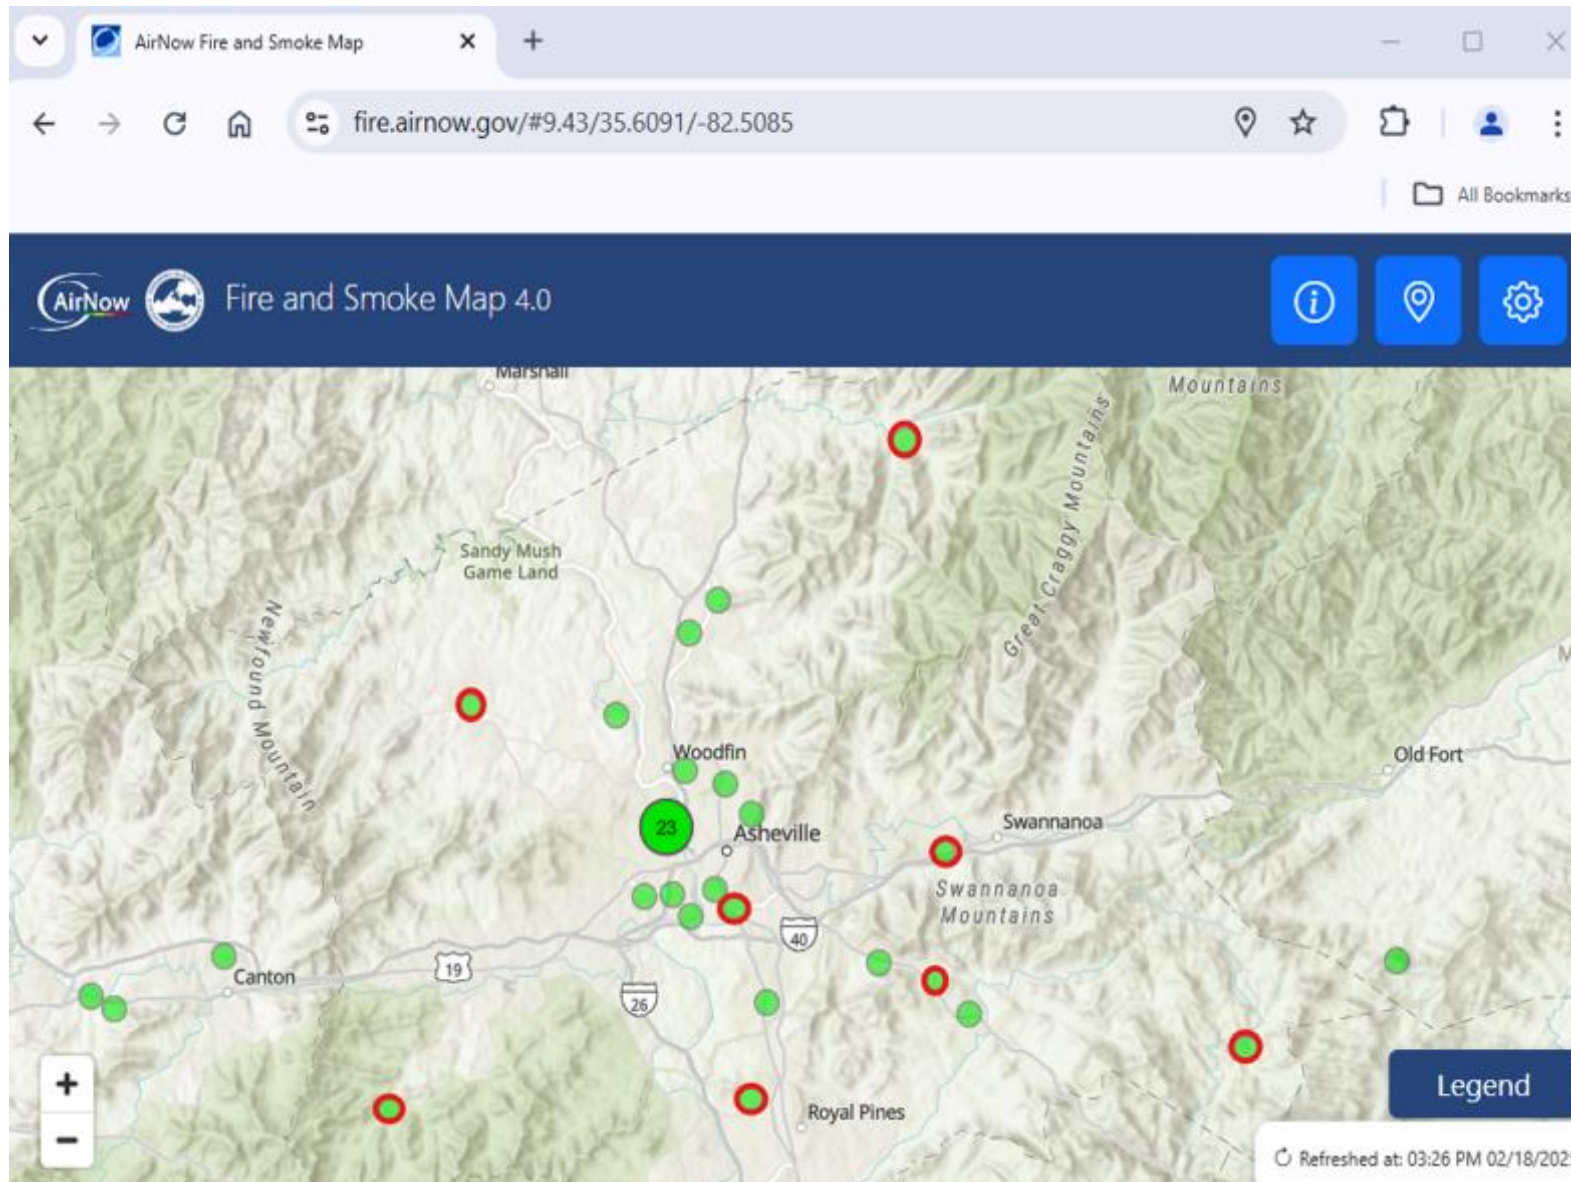 AirNow Fire and Smoke Map
fire.airnow.gov/#9.43/35.6091/-82.5085
All Bookmarks
AirNow
Fire and Smoke Map 4.0
Marshall
Mountains
Great Craggy Mountains
Sandy Mush
Game Land
Newfound Mountain
Woodfin
Old Fort
23
Asheville
Swannanoa
Swannanoa
Mountains
40
Canton
19
26
Legend
Royal Pines
Refreshed at: 03:26 PM 02/18/202